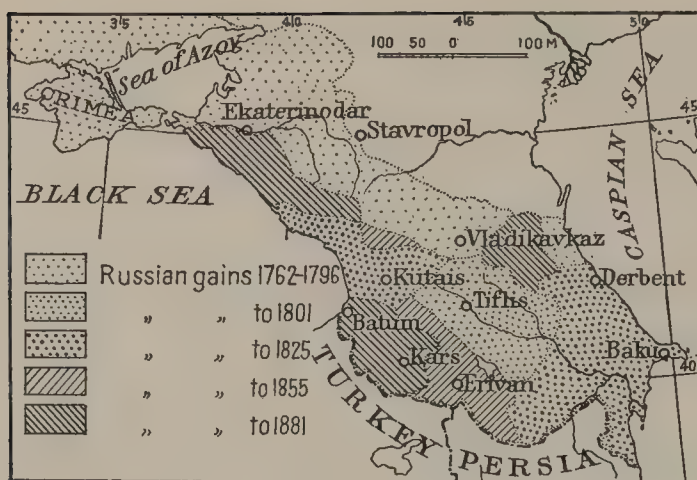 35
40
45
50
Sea of Azov
100 50 0 100 M
CRIMEA
45
Ekaterinodar
Stavropol
45
CASPIAN SEA
BLACK SEA
Vladikavkaz
Russian gains 1762-1796
Kutais
Derbent
„ „ to 1801
Tiflis
Batum
„ „ to 1825
Baku
Kars
40
„ „ to 1855
Erivan
„ „ to 1881
TURKEY
PERSIA